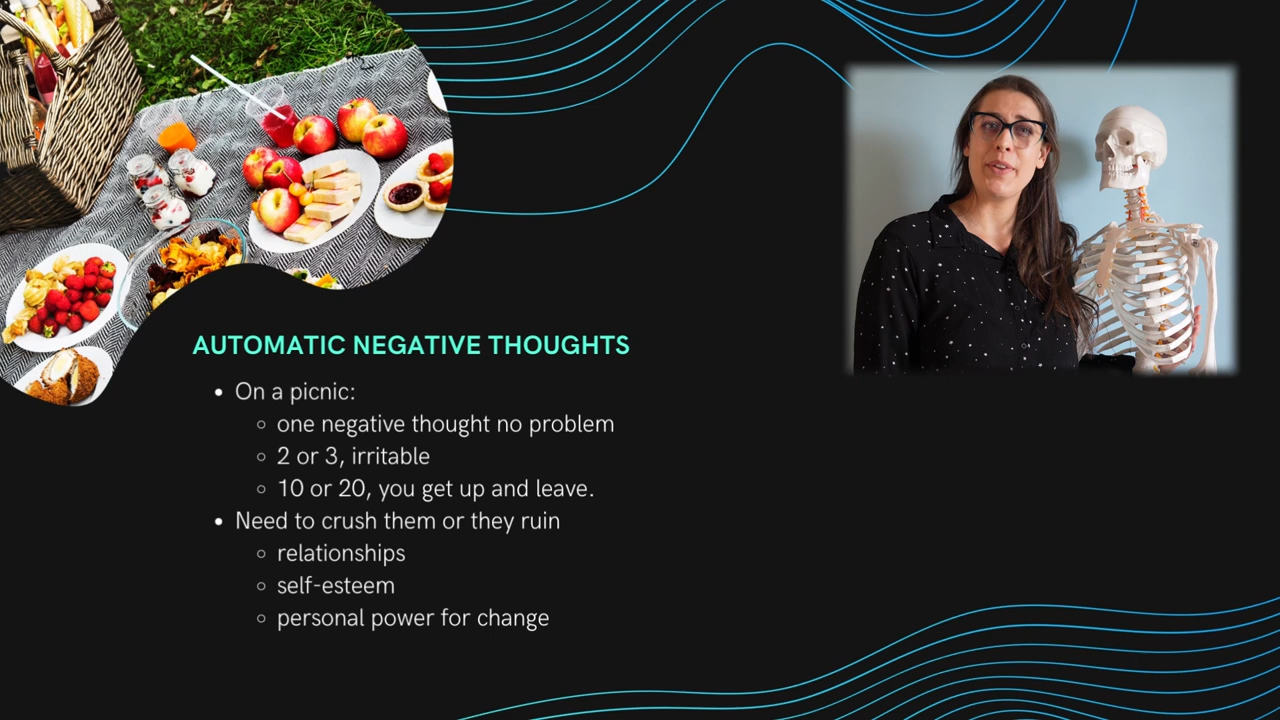 AUTOMATIC NEGATIVE THOUGHTS
On a picnic:
one negative thought no problem
2 or 3, irritable
10 or 20, you get up and leave.
Need to crush them or they ruin
relationships
self-esteem
personal power for change